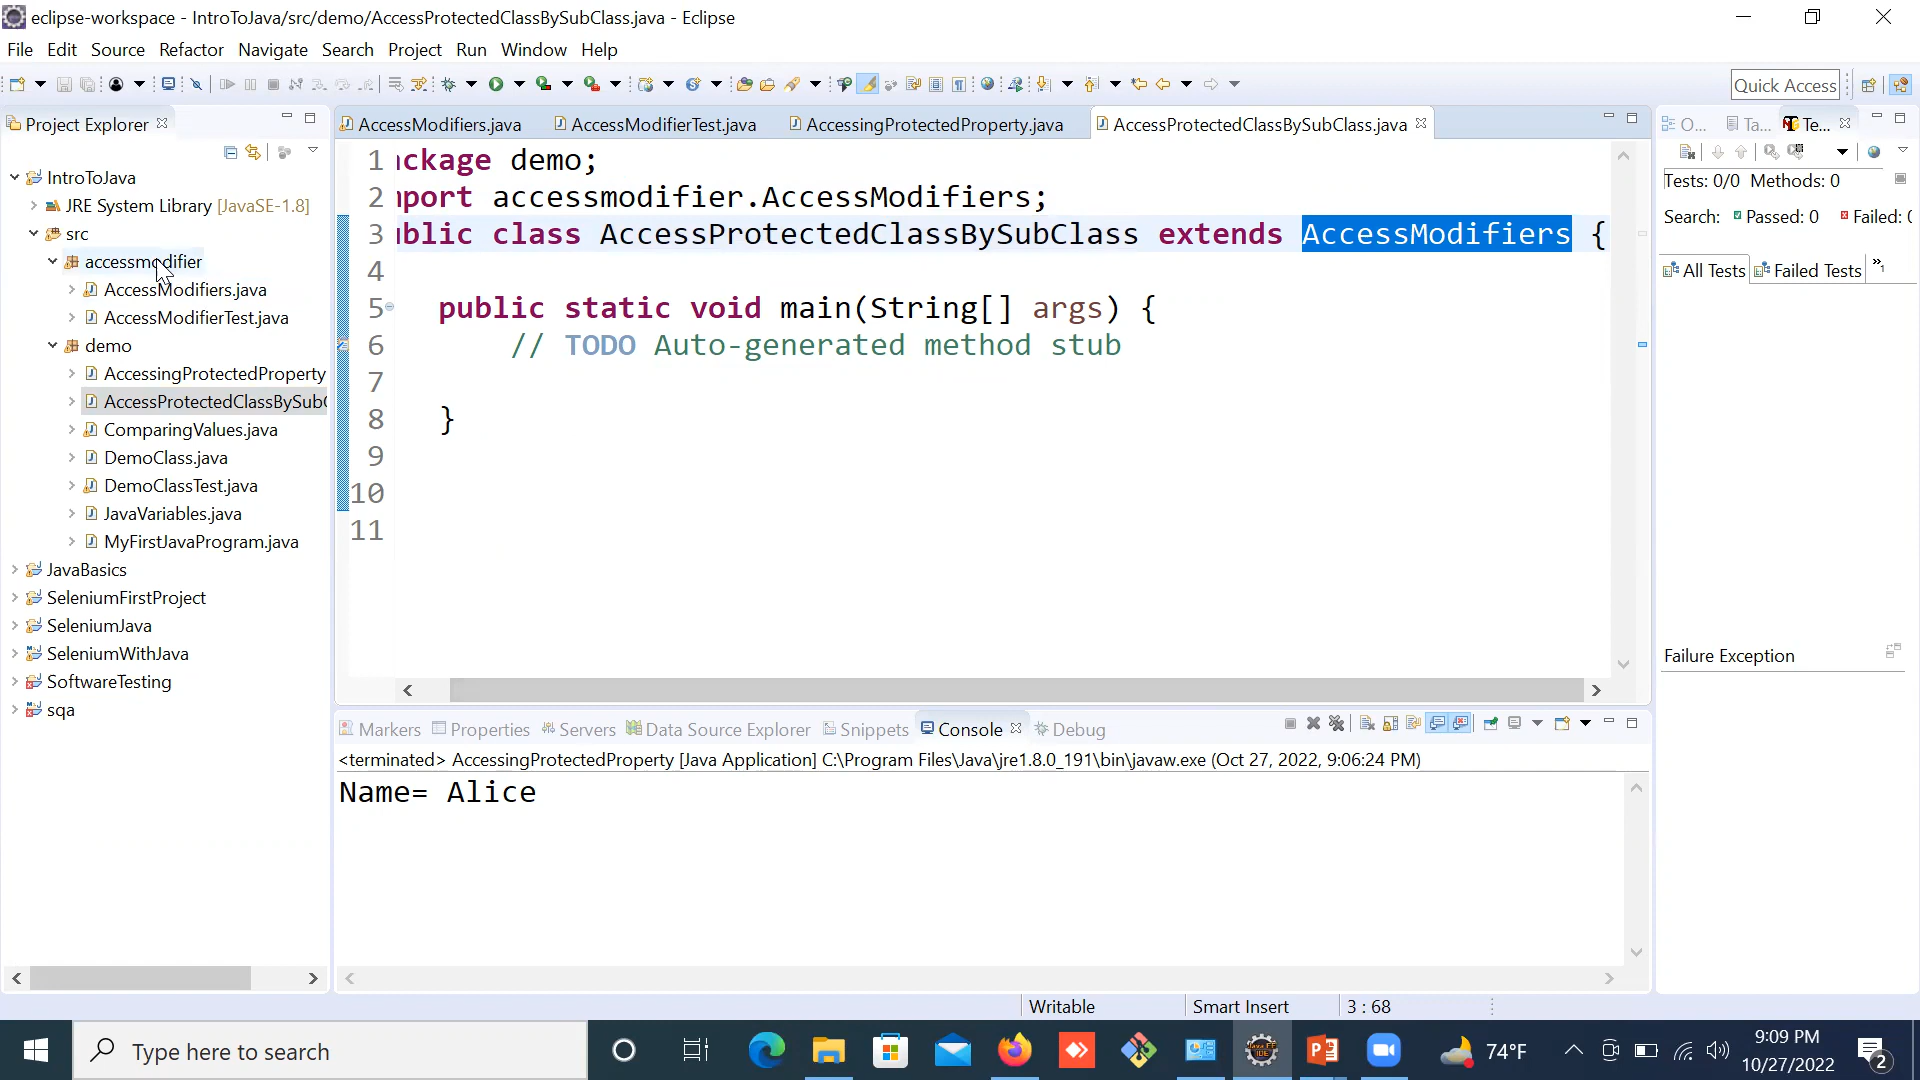 eclipse-workspace - IntroToJava/src/demo/AccessProtectedClassBySubClass.java - Eclipse
File Edit Source Refactor Navigate Search Project Run Window Help
Quick Access
Project Explorer
IntroToJava
JRE System Library [JavaSE-1.8]
src
accessmodifier
AccessModifiers.java
AccessModifierTest.java
demo
AccessingProtectedProperty
AccessProtectedClassBySub
ComparingValues.java
DemoClass.java
DemoClassTest.java
JavaVariables.java
MyFirstJavaProgram.java
JavaBasics
SeleniumFirstProject
SeleniumJava
SeleniumWithJava
SoftwareTesting
sqa
AccessModifiers.java AccessModifierTest.java AccessingProtectedProperty.java AccessProtectedClassBySubClass.java
1 ckage demo;
2 port accessmodifier.AccessModifiers;
3 blic class AccessProtectedClassBySubClass extends AccessModifiers {
4
5 public static void main(String[] args) {
6 // TODO Auto-generated method stub
7
8 }
9
10
11
O... Ta... Te...
Tests: 0/0 Methods: 0
Search: Passed: 0 Failed: 0
All Tests Failed Tests »1
Failure Exception
Markers Properties Servers Data Source Explorer Snippets Console Debug
<terminated> AccessingProtectedProperty [Java Application] C:\Program Files\Java\jre1.8.0_191\bin\javaw.exe (Oct 27, 2022, 9:06:24 PM)
Name= Alice
Writable Smart Insert 3 : 68
Type here to search
74°F
9:09 PM
10/27/2022
2